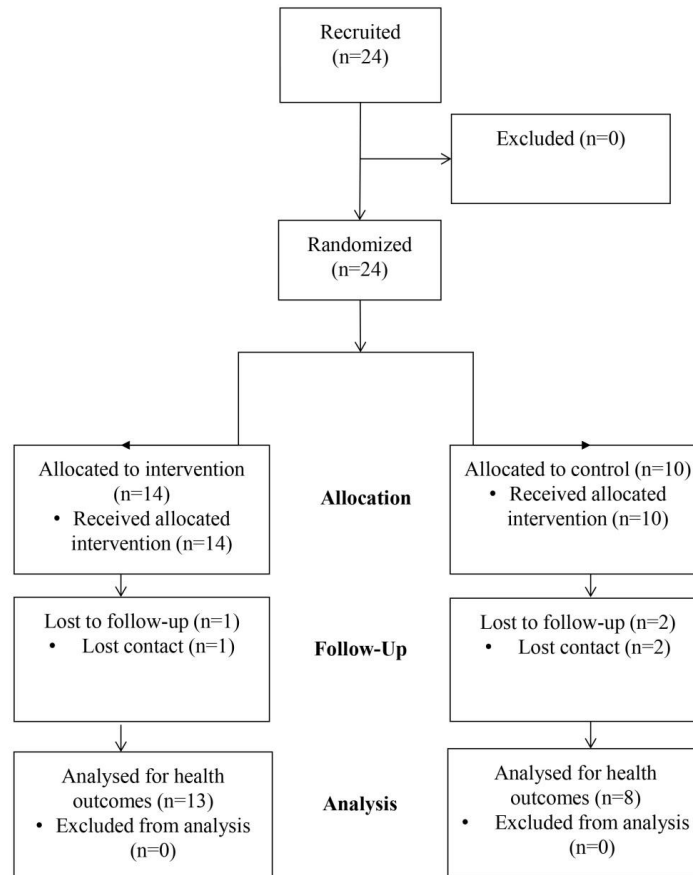 Recruited
(n=24)
Excluded (n=0)
Randomized
(n=24)
Allocated to intervention
(n=14)
• Received allocated
intervention (n=14)
Allocation
Allocated to control (n=10)
• Received allocated
intervention (n=10)
Lost to follow-up (n=1)
• Lost contact (n=1)
Follow-Up
Lost to follow-up (n=2)
• Lost contact (n=2)
Analysed for health
outcomes (n=13)
• Excluded from analysis
(n=0)
Analysis
Analysed for health
outcomes (n=8)
• Excluded from analysis
(n=0)